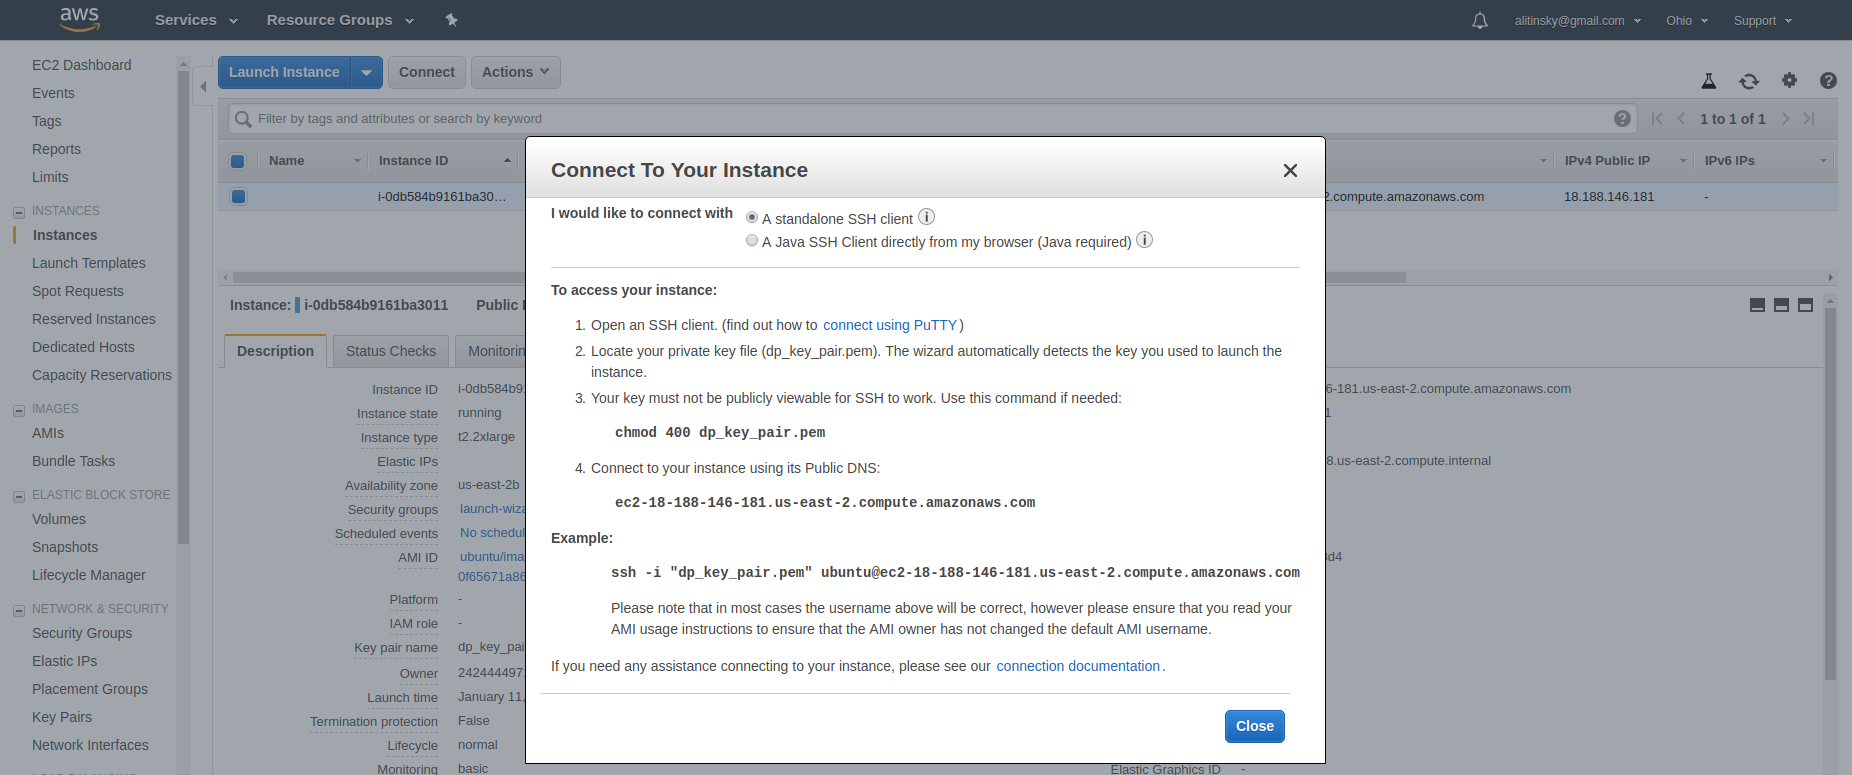 aws
Services
Resource Groups
alitinsky@gmail.com
Ohio
Support
EC2 Dashboard
Events
Tags
Reports
Limits
INSTANCES
Instances
Launch Templates
Spot Requests
Reserved Instances
Dedicated Hosts
Capacity Reservations
IMAGES
AMIs
Bundle Tasks
ELASTIC BLOCK STORE
Volumes
Snapshots
Lifecycle Manager
NETWORK & SECURITY
Security Groups
Elastic IPs
Placement Groups
Key Pairs
Network Interfaces
Launch Instance
Connect
Actions
Filter by tags and attributes or search by keyword
1 to 1 of 1
Name
Instance ID
IPv4 Public IP
IPv6 IPs
i-0db584b9161ba30...
2.compute.amazonaws.com
18.188.146.181
-
Instance: i-0db584b9161ba3011
Public
Description
Status Checks
Monitorin
Instance ID i-0db584b9
Instance state running
Instance type t2.2xlarge
Elastic IPs
Availability zone us-east-2b
Security groups launch-wiz
Scheduled events No schedul
AMI ID ubuntu/ima
0f65671a86
Platform -
IAM role -
Key pair name dp_key_pai
Owner 2424444971
Launch time January 11,
Termination protection False
Lifecycle normal
Monitoring basic
6-181.us-east-2.compute.amazonaws.com
1
8.us-east-2.compute.internal
d4
Elastic Graphics ID -
Connect To Your Instance
I would like to connect with
A standalone SSH client
A Java SSH Client directly from my browser (Java required)
To access your instance:
1. Open an SSH client. (find out how to connect using PuTTY)
2. Locate your private key file (dp_key_pair.pem). The wizard automatically detects the key you used to launch the
instance.
3. Your key must not be publicly viewable for SSH to work. Use this command if needed:
chmod 400 dp_key_pair.pem
4. Connect to your instance using its Public DNS:
ec2-18-188-146-181.us-east-2.compute.amazonaws.com
Example:
ssh -i "dp_key_pair.pem" ubuntu@ec2-18-188-146-181.us-east-2.compute.amazonaws.com
Please note that in most cases the username above will be correct, however please ensure that you read your
AMI usage instructions to ensure that the AMI owner has not changed the default AMI username.
If you need any assistance connecting to your instance, please see our connection documentation.
Close